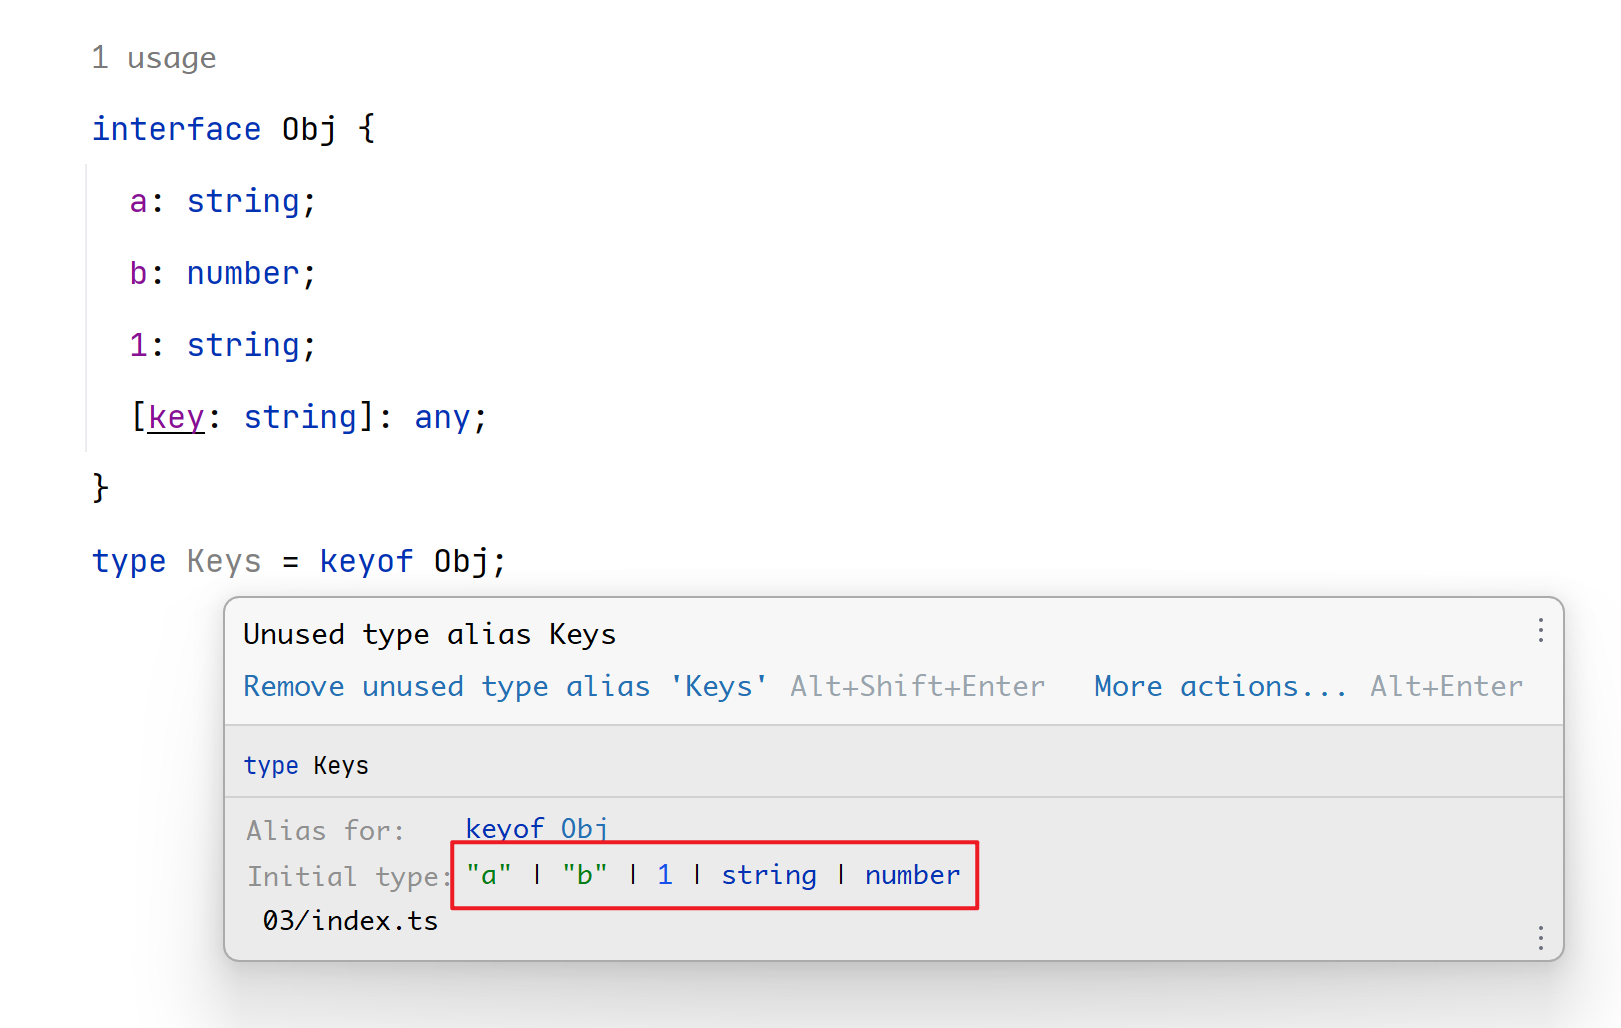 1 usage
interface Obj {
a: string;
b: number;
1: string;
[key: string]: any;
}
type Keys = keyof Obj;
Unused type alias Keys
Remove unused type alias 'Keys' Alt+Shift+Enter More actions... Alt+Enter
type Keys
Alias for: keyof Obj
Initial type: "a" | "b" | 1 | string | number
03/index.ts